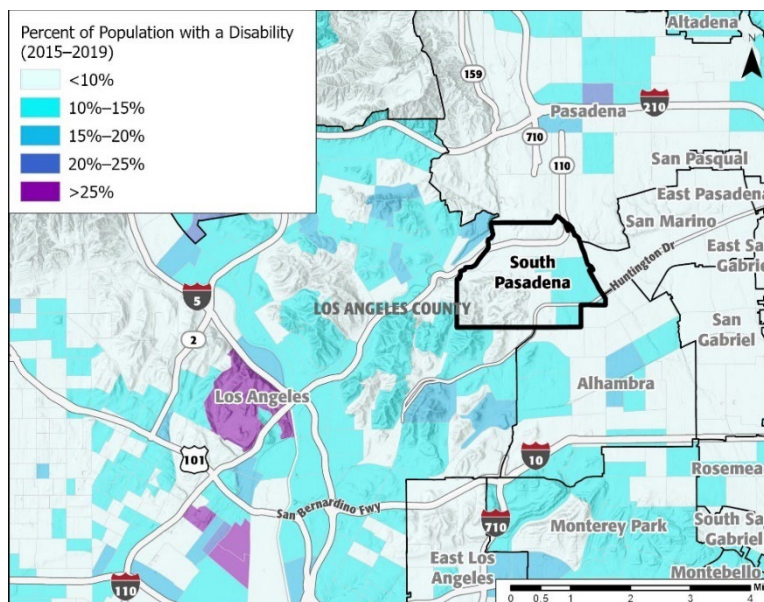 Percent of Population with a Disability
(2015–2019)
<10%
10%–15%
15%–20%
20%–25%
>25%
Altadena
N
159
Pasadena
210
710
110
San Pasqual
East Pasadena
San Marino
East Sa
Gabriel
Huntington Dr
South
Pasadena
5
LOS ANGELES COUNTY
2
San
Gabriel
Alhambra
Los Angeles
101
10
Rosemea
San Bernardino Fwy
710
Monterey Park
South Sa
Gabriel
East Los
Angeles
Montebello
110
0 0.5 1 2 3 4